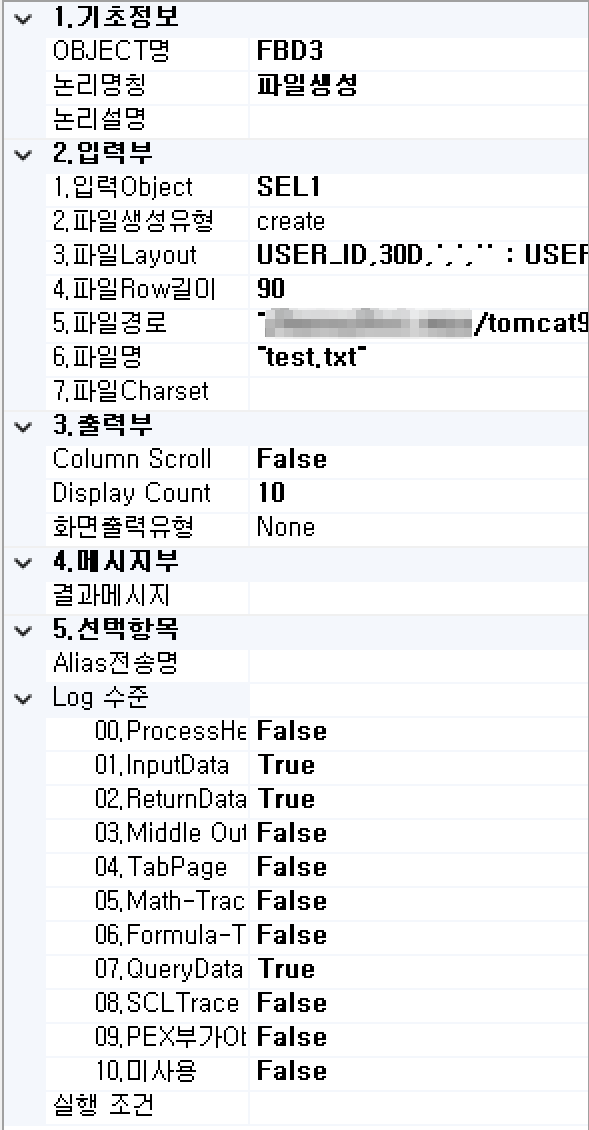 1.기초정보
OBJECT명 FBD3
논리명칭 파일생성
논리설명
2.입력부
1.입력Object SEL1
2.파일생성유형 create
3.파일Layout USER_ID,30D,',','' : USER
4.파일Row길이 90
5.파일경로 " /tomcat9
6.파일명 "test.txt"
7.파일Charset
3.출력부
Column Scroll False
Display Count 10
화면출력유형 None
4.메시지부
결과메시지
5.선택항목
Alias전송명
Log 수준
00.ProcessHe False
01.InputData True
02.ReturnData True
03.Middle Out False
04.TabPage False
05.Math-Trac False
06.Formula-T False
07.QueryData True
08.SCLTrace False
09.PEX부가Ob False
10.미사용 False
실행 조건